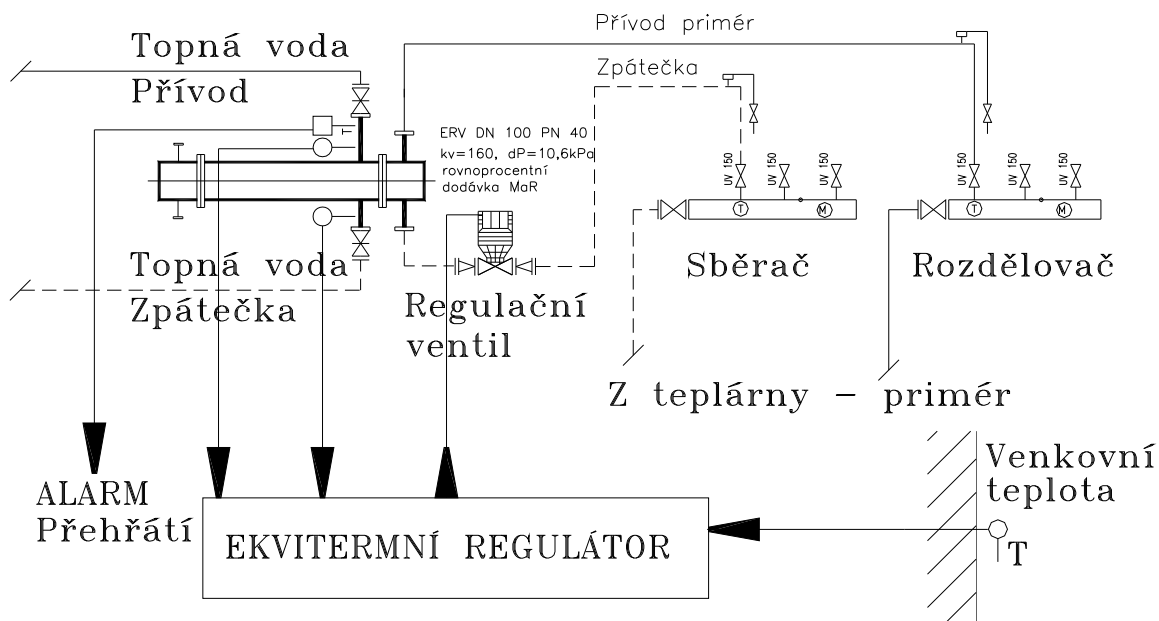 Přívod primér
Topná voda
Přívod
Zpátečka
T
ERV DN 100 PN 40
kv=160, dP=10,6kPa
rovnoprocentní
dodávka MaR
UV 150
UV 150
UV 150
UV 150
UV 150
UV 150
T
M
T
M
Topná voda
Zpátečka
Regulační
ventil
Sběrač
Rozdělovač
Z teplárny – primér
ALARM
Přehřátí
EKVITERMNÍ REGULÁTOR
Venkovní
teplota
T